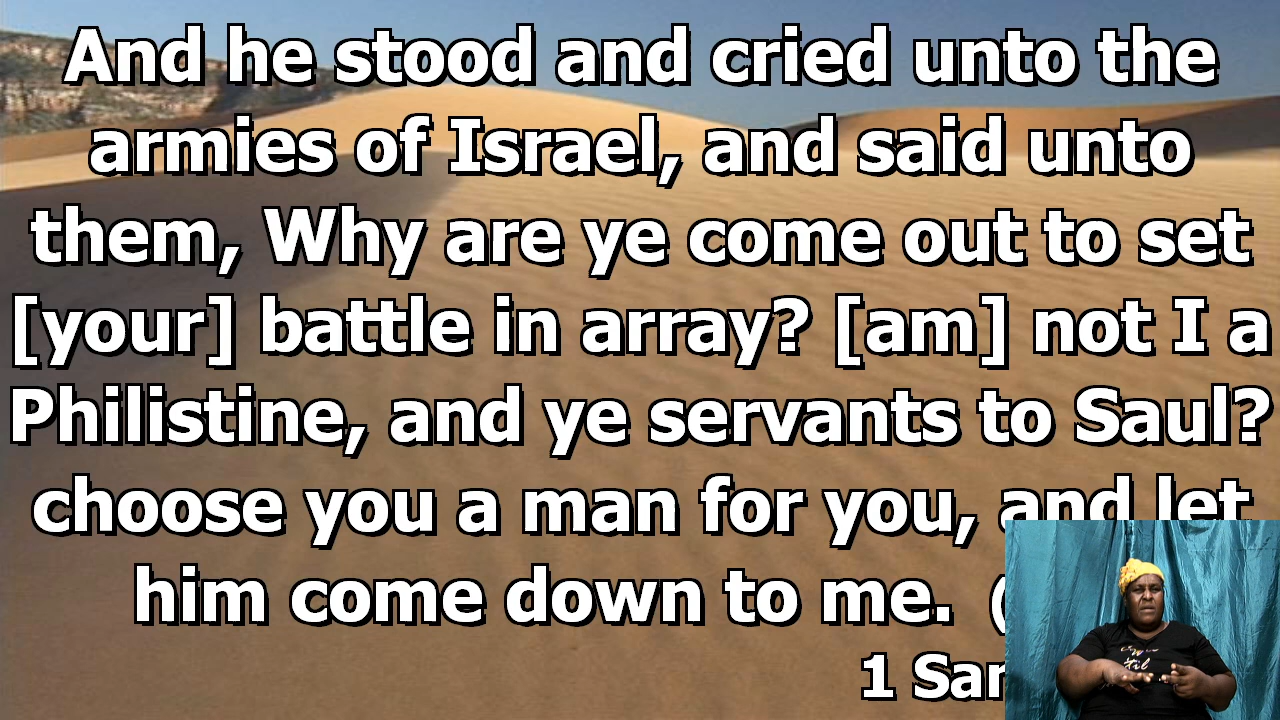 And he stood and cried unto the
armies of Israel, and said unto
them, Why are ye come out to set
[your] battle in array? [am] not I a
Philistine, and ye servants to Saul?
choose you a man for you, and let
him come down to me. (
1 Sam